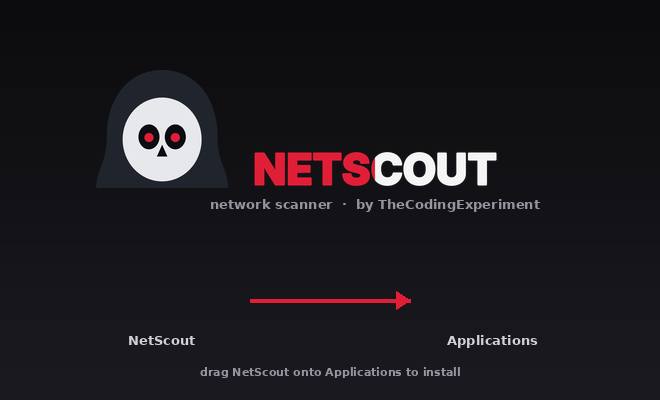 NETSCOUT
network scanner · by TheCodingExperiment
NetScout Applications
drag NetScout onto Applications to install